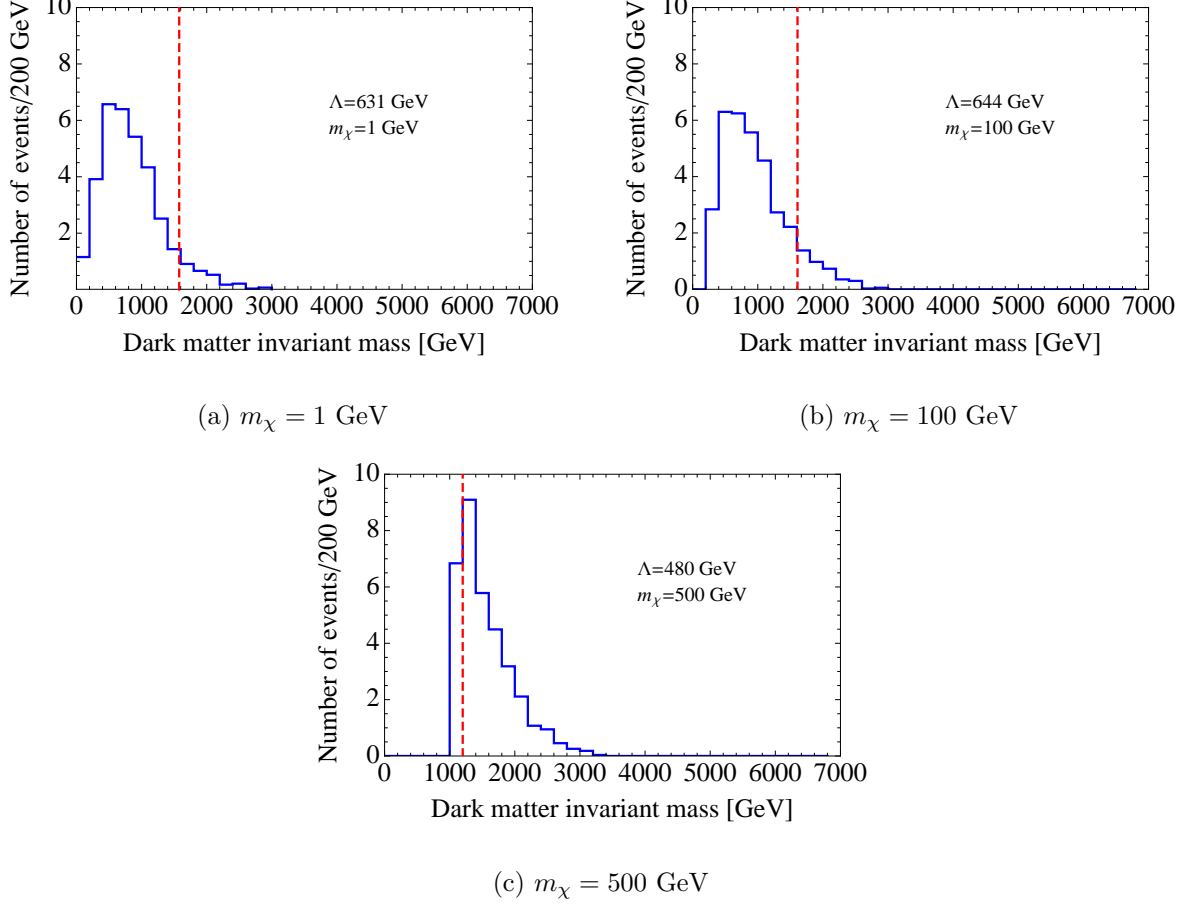 10
8
6
4
2
0
1000
2000
3000
4000
5000
6000
7000
Number of events/200 GeV
Dark matter invariant mass [GeV]
Λ=631 GeV
mχ=1 GeV
(a) mχ = 1 GeV
10
8
6
4
2
0
0
1000
2000
3000
4000
5000
6000
7000
Number of events/200 GeV
Dark matter invariant mass [GeV]
Λ=644 GeV
mχ=100 GeV
(b) mχ = 100 GeV
10
8
6
4
2
0
0
1000
2000
3000
4000
5000
6000
7000
Number of events/200 GeV
Dark matter invariant mass [GeV]
Λ=480 GeV
mχ=500 GeV
(c) mχ = 500 GeV